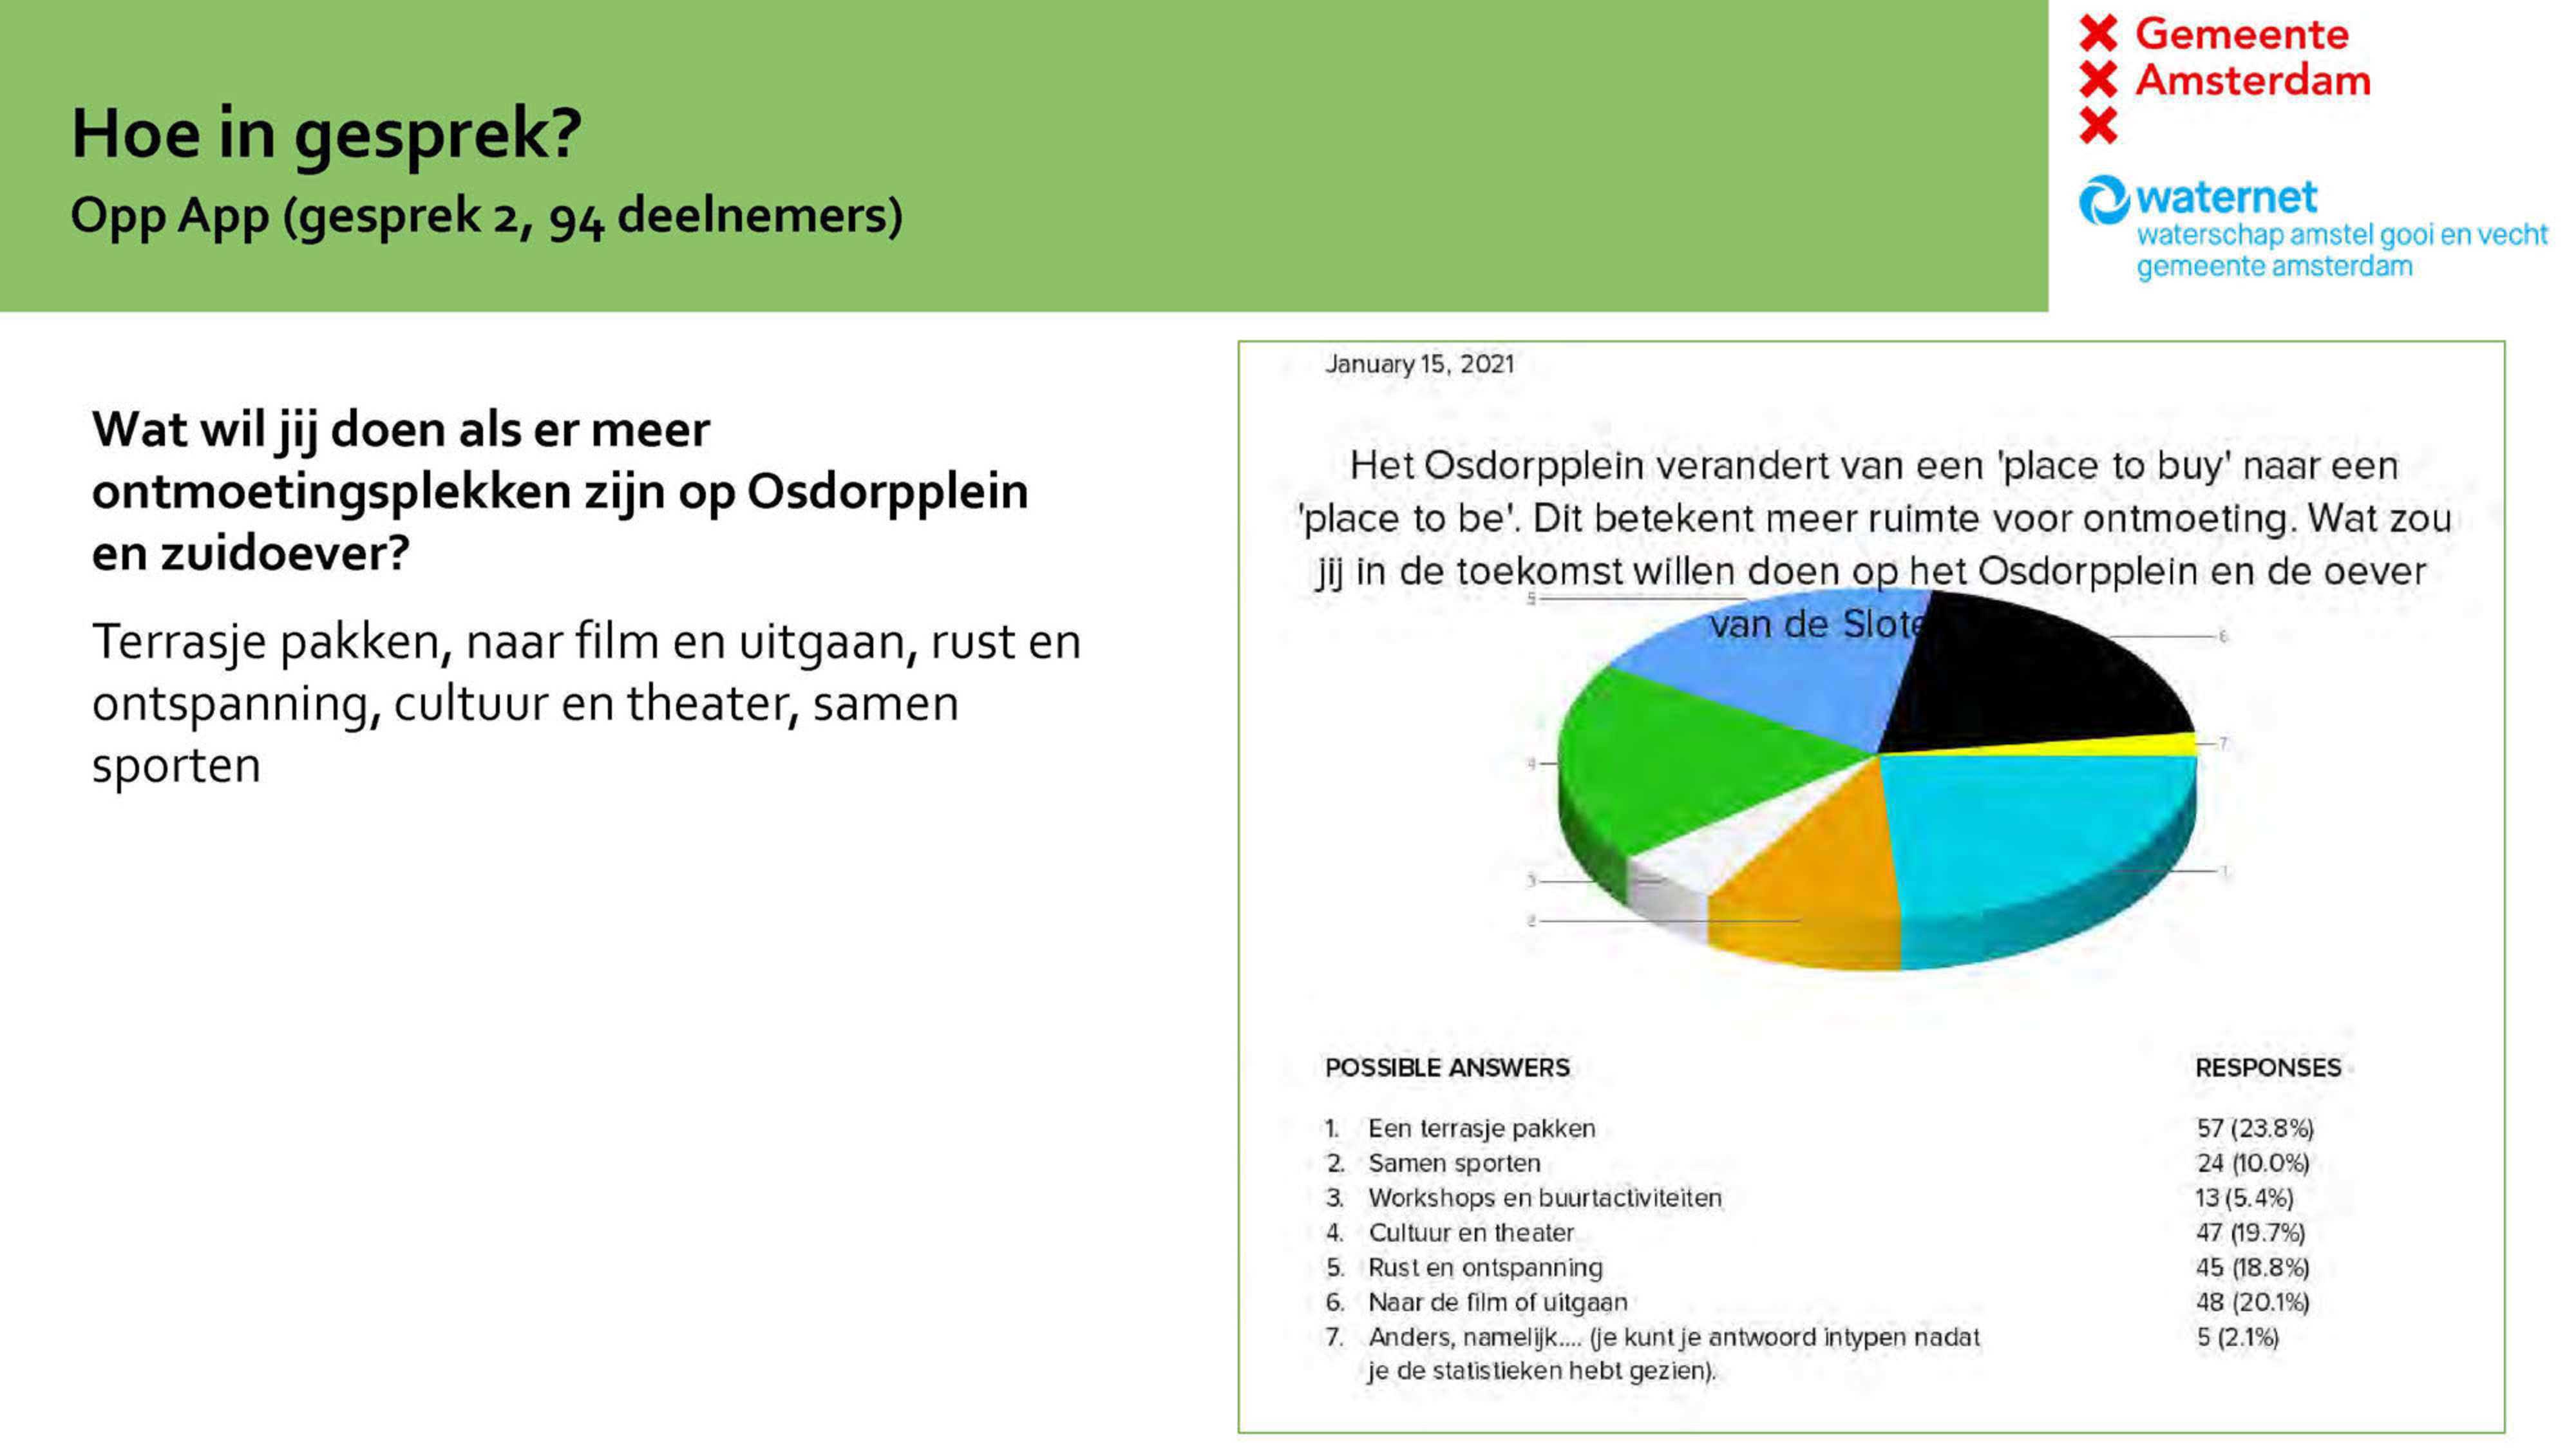 Hoe in gesprek?
Opp App (gesprek 2, 94 deelnemers)
Gemeente
Amsterdam
waternet
waterschap amstel gooi en vecht
gemeente amsterdam
Wat wil jij doen als er meer
ontmoetingsplekken zijn op Osdorpplein
en zuidoever?
Terrasje pakken, naar film en uitgaan, rust en
ontspanning, cultuur en theater, samen
sporten
January 15, 2021
Het Osdorpplein verandert van een 'place to buy' naar een
'place to be'. Dit betekent meer ruimte voor ontmoeting. Wat zou
jij in de toekomst willen doen op het Osdorpplein en de oever
van de Slote
5
6
7
4
3
2
1
POSSIBLE ANSWERS RESPONSES
1. Een terrasje pakken 57 (23.8%)
2. Samen sporten 24 (10.0%)
3. Workshops en buurtactiviteiten 13 (5.4%)
4. Cultuur en theater 47 (19.7%)
5. Rust en ontspanning 45 (18.8%)
6. Naar de film of uitgaan 48 (20.1%)
7. Anders, namelijk.... (je kunt je antwoord intypen nadat 5 (2.1%)
je de statistieken hebt gezien).